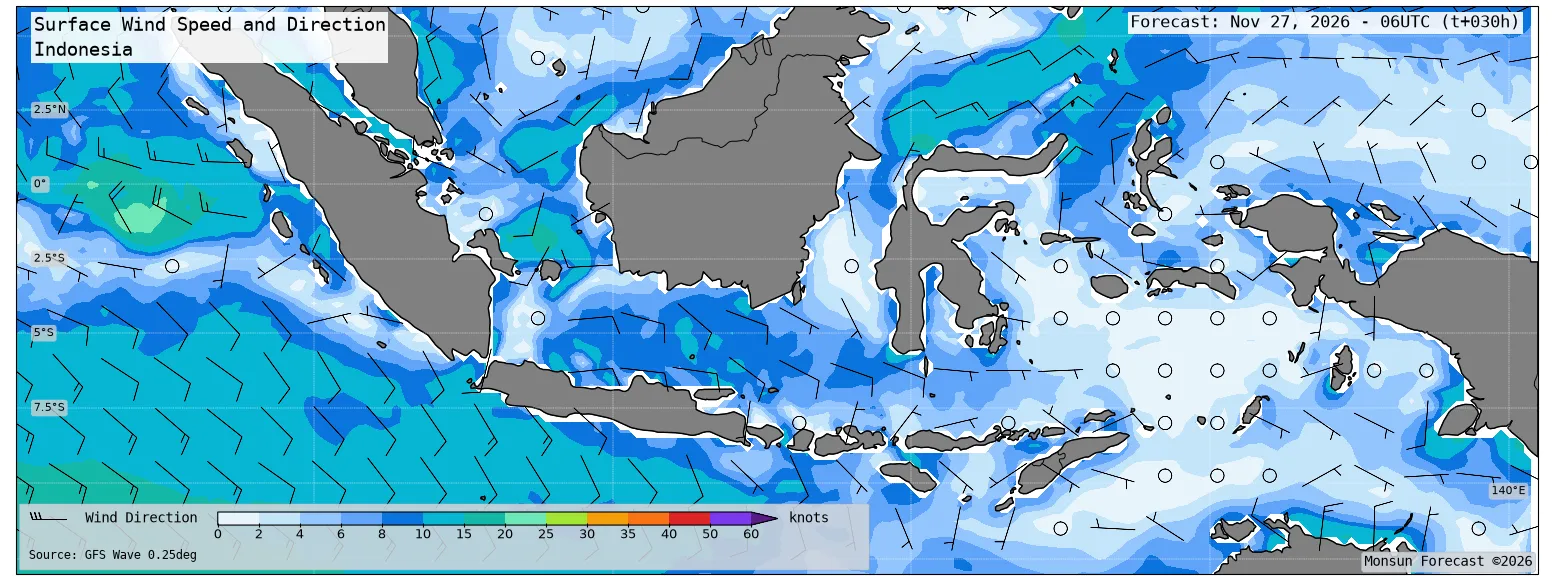 Surface Wind Speed and Direction
Indonesia
Forecast: Nov 27, 2026 - 06UTC (t+030h)
2.5°N
0°
2.5°S
5°S
7.5°S
140°E
Wind Direction
0 2 4 6 8 10 15 20 25 30 35 40 50 60
knots
Source: GFS Wave 0.25deg
Monsun Forecast ©2026